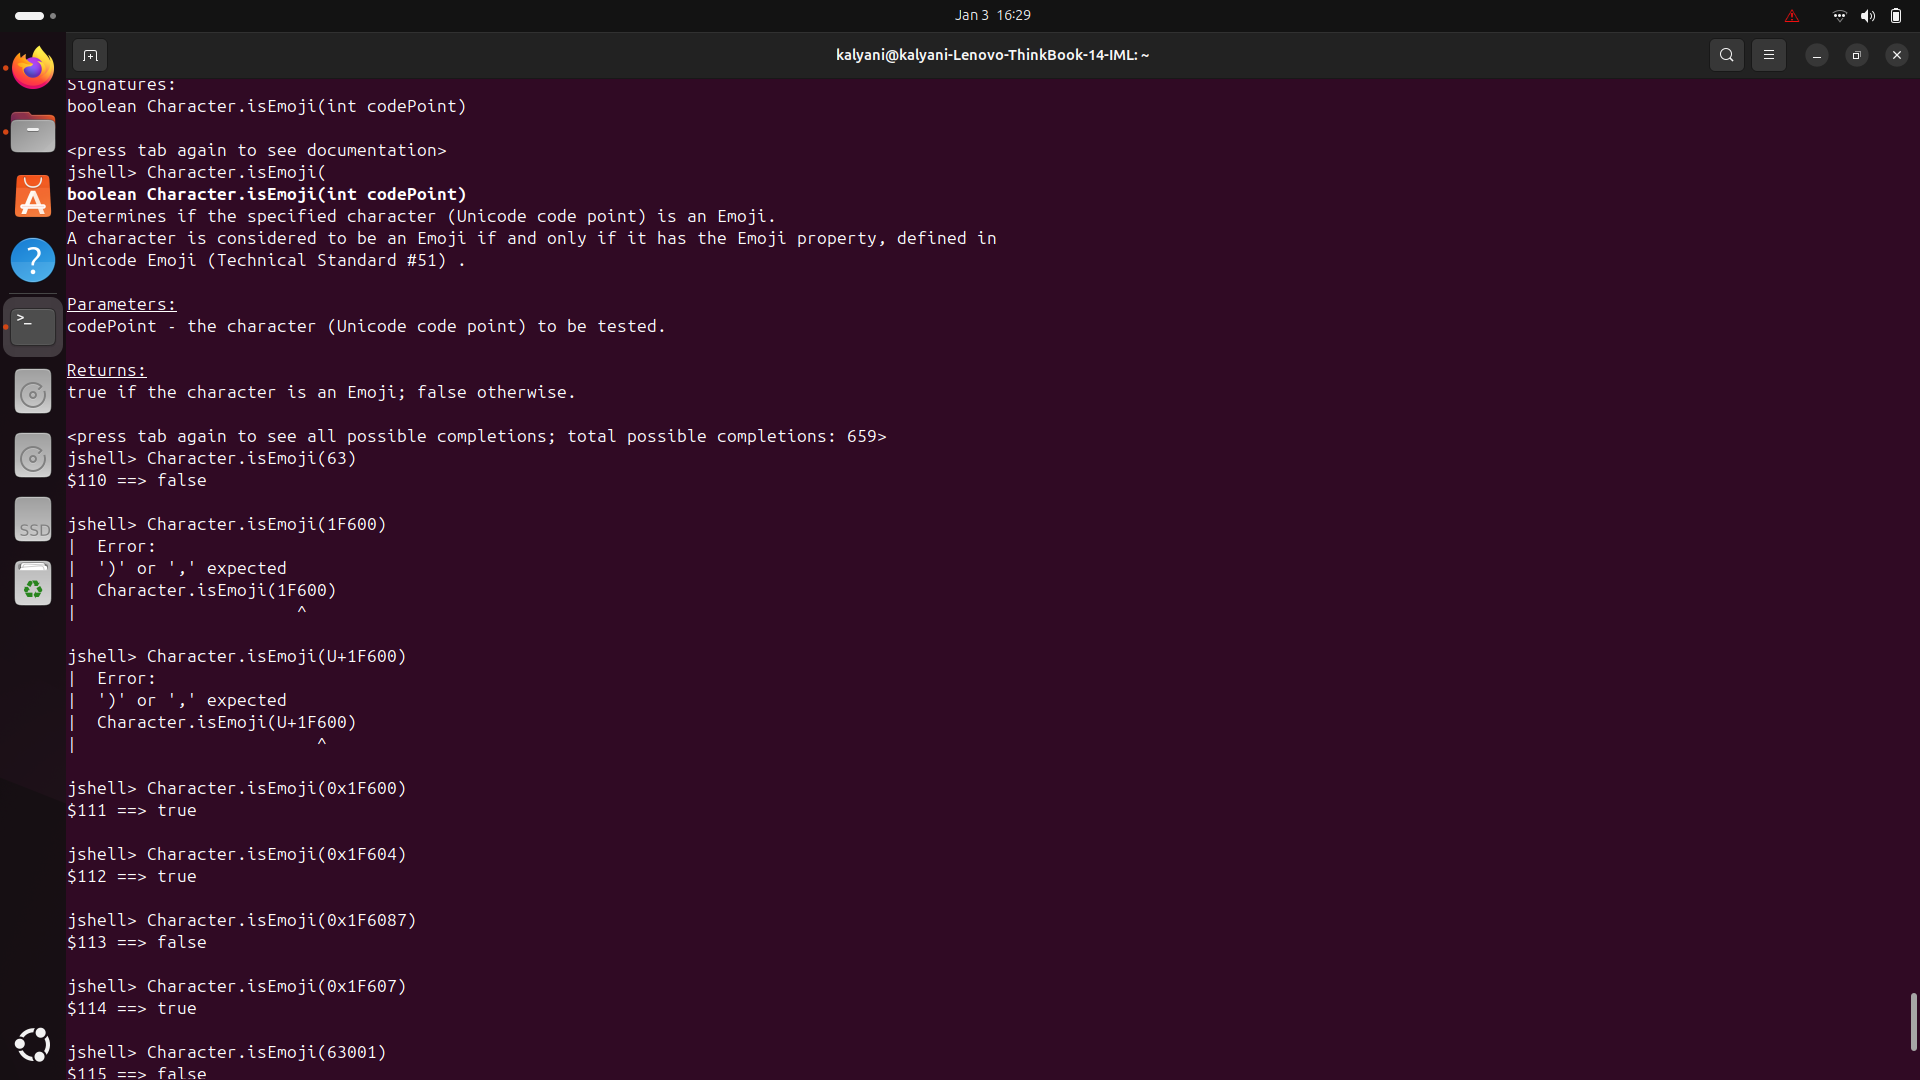 Jan 3 16:29
kalyani@kalyani-Lenovo-ThinkBook-14-IML: ~
Signatures:
boolean Character.isEmoji(int codePoint)
<press tab again to see documentation>
jshell> Character.isEmoji(
boolean Character.isEmoji(int codePoint)
Determines if the specified character (Unicode code point) is an Emoji.
A character is considered to be an Emoji if and only if it has the Emoji property, defined in
Unicode Emoji (Technical Standard #51) .
Parameters:
codePoint - the character (Unicode code point) to be tested.
Returns:
true if the character is an Emoji; false otherwise.
<press tab again to see all possible completions; total possible completions: 659>
jshell> Character.isEmoji(63)
$110 ==> false
jshell> Character.isEmoji(1F600)
|  Error:
|  ')' or ',' expected
|  Character.isEmoji(1F600)
|                      ^
jshell> Character.isEmoji(U+1F600)
|  Error:
|  ')' or ',' expected
|  Character.isEmoji(U+1F600)
|                        ^
jshell> Character.isEmoji(0x1F600)
$111 ==> true
jshell> Character.isEmoji(0x1F604)
$112 ==> true
jshell> Character.isEmoji(0x1F6087)
$113 ==> false
jshell> Character.isEmoji(0x1F607)
$114 ==> true
jshell> Character.isEmoji(63001)
$115 ==> false
SSD